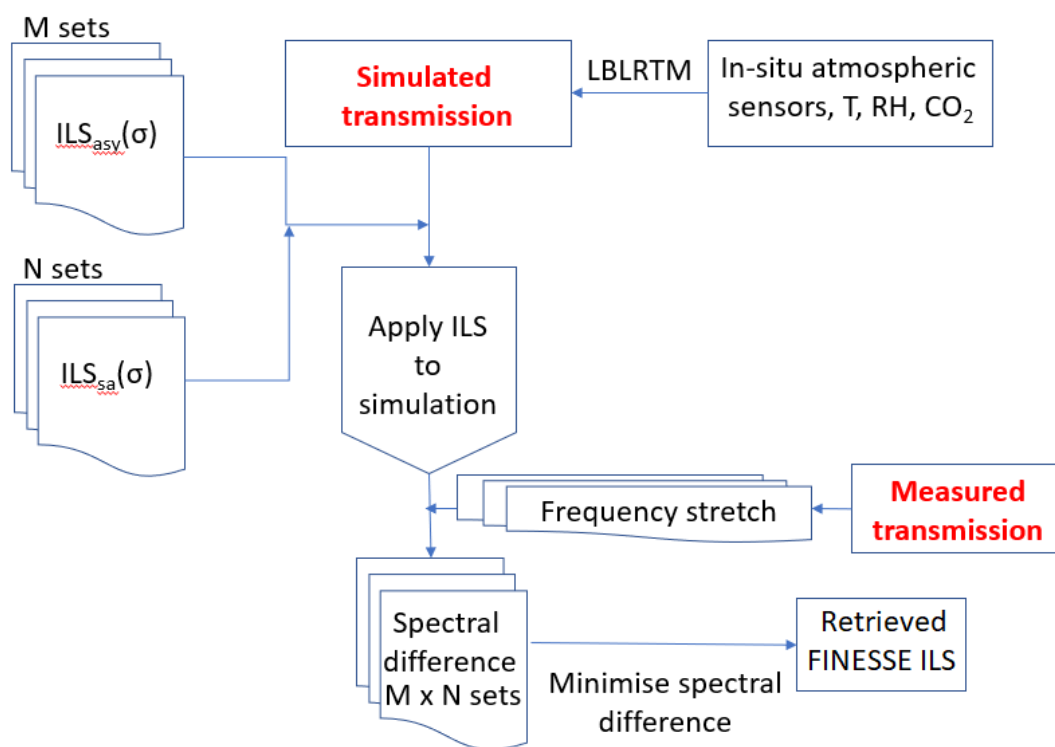 M sets
ILSasy(σ)
N sets
ILSsa(σ)
Simulated
transmission
LBLRTM
In-situ atmospheric
sensors, T, RH, CO₂
Apply ILS
to
simulation
Frequency stretch
Measured
transmission
Spectral
difference
M x N sets
Minimise spectral
difference
Retrieved
FINESSE ILS